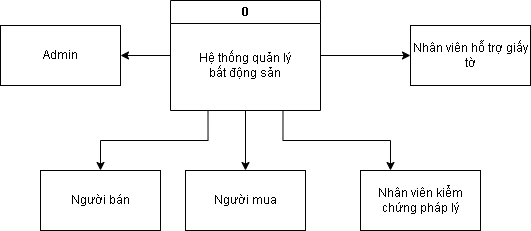 0
Admin
Hệ thống quản lý
bất động sản
Nhân viên hỗ trợ giấy
tờ
Người bán
Người mua
Nhân viên kiểm
chứng pháp lý